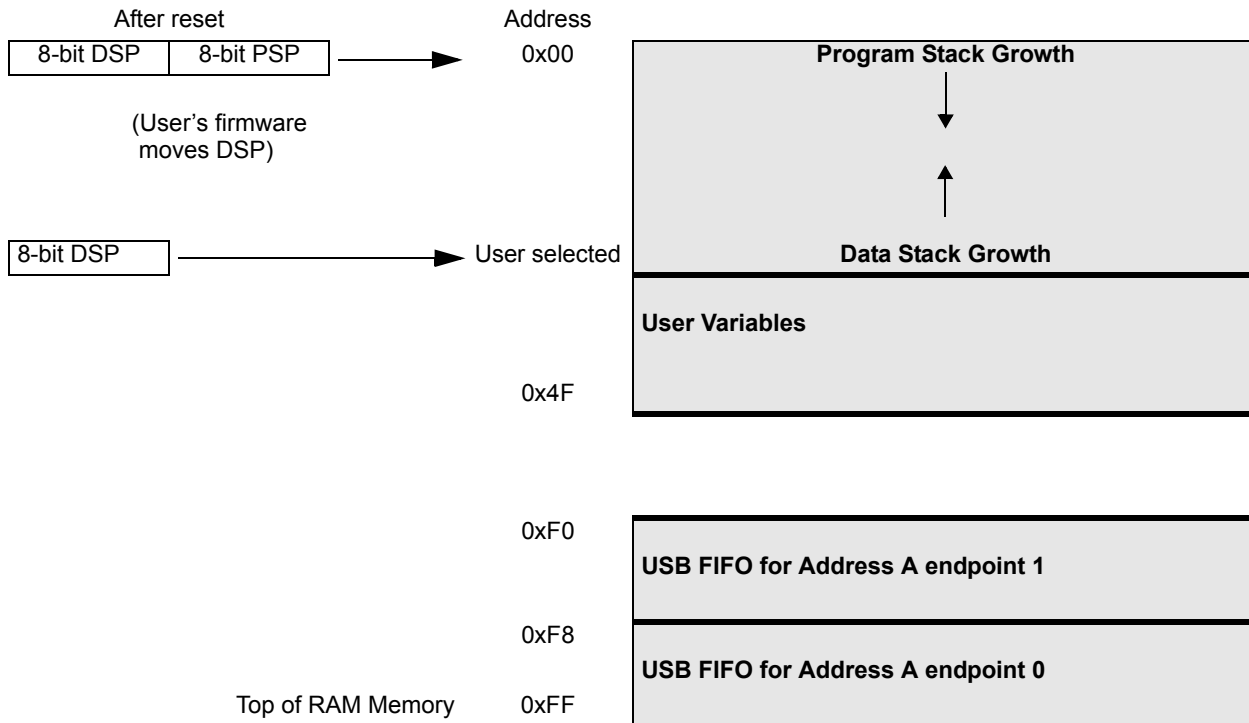 After reset
Address
8-bit DSP 8-bit PSP
0x00
Program Stack Growth
(User's firmware
moves DSP)
8-bit DSP
User selected
Data Stack Growth
User Variables
0x4F
0xF0
USB FIFO for Address A endpoint 1
0xF8
USB FIFO for Address A endpoint 0
Top of RAM Memory
0xFF